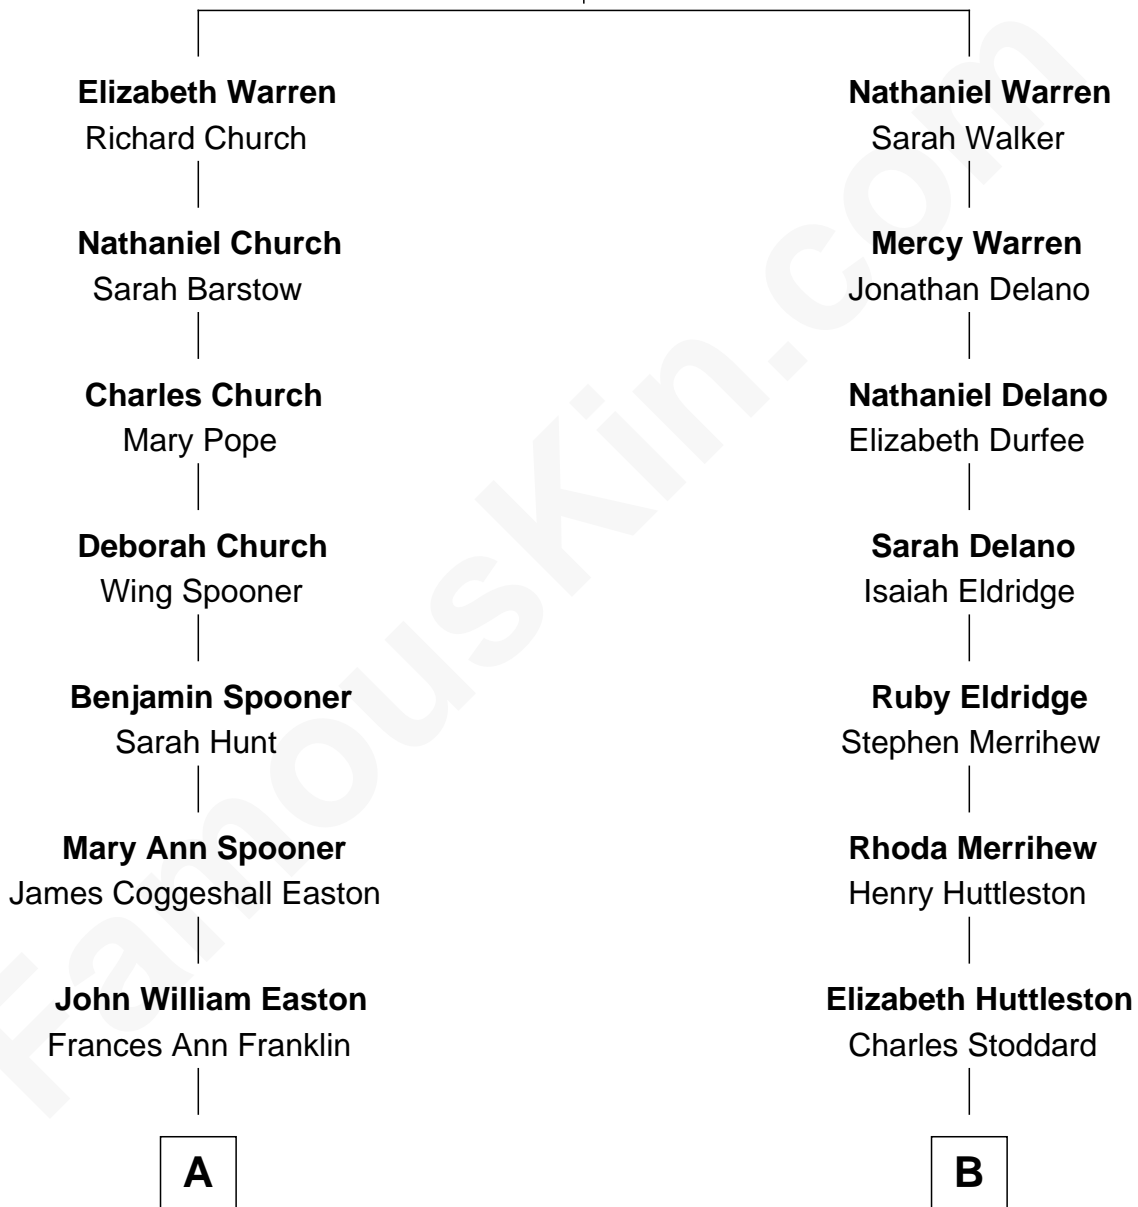 Elizabeth Warren
Richard Church
Nathaniel Church
Sarah Barstow
Charles Church
Mary Pope
Deborah Church
Wing Spooner
Benjamin Spooner
Sarah Hunt
Mary Ann Spooner
James Coggeshall Easton
John William Easton
Frances Ann Franklin
A
Nathaniel Warren
Sarah Walker
Mercy Warren
Jonathan Delano
Nathaniel Delano
Elizabeth Durfee
Sarah Delano
Isaiah Eldridge
Ruby Eldridge
Stephen Merrihew
Rhoda Merrihew
Henry Huttleston
Elizabeth Huttleston
Charles Stoddard
B
FamousKin.com